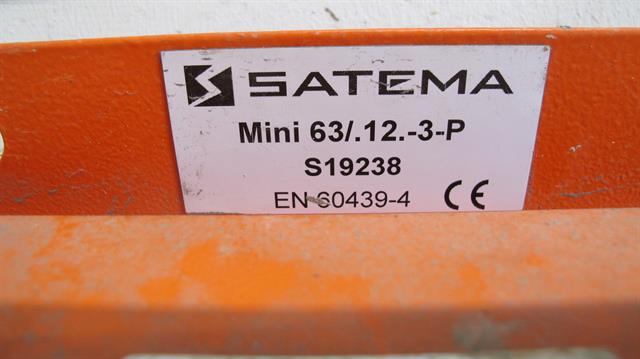 SATEMA
Mini 63/.12.-3-P
S19238
EN 60439-4 CE